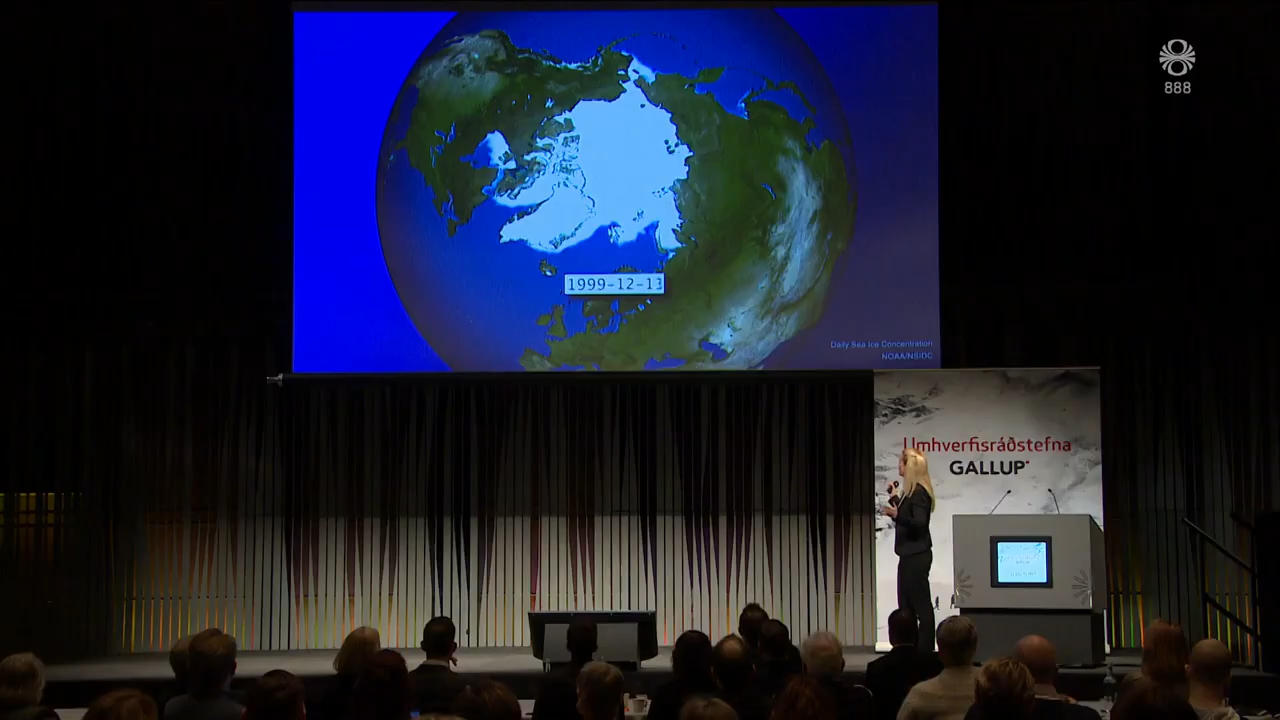 888
1999-12-13
Daily Sea Ice Concentration
NOAA/NSIDC
Umhverfisráðstefna
GALLUP